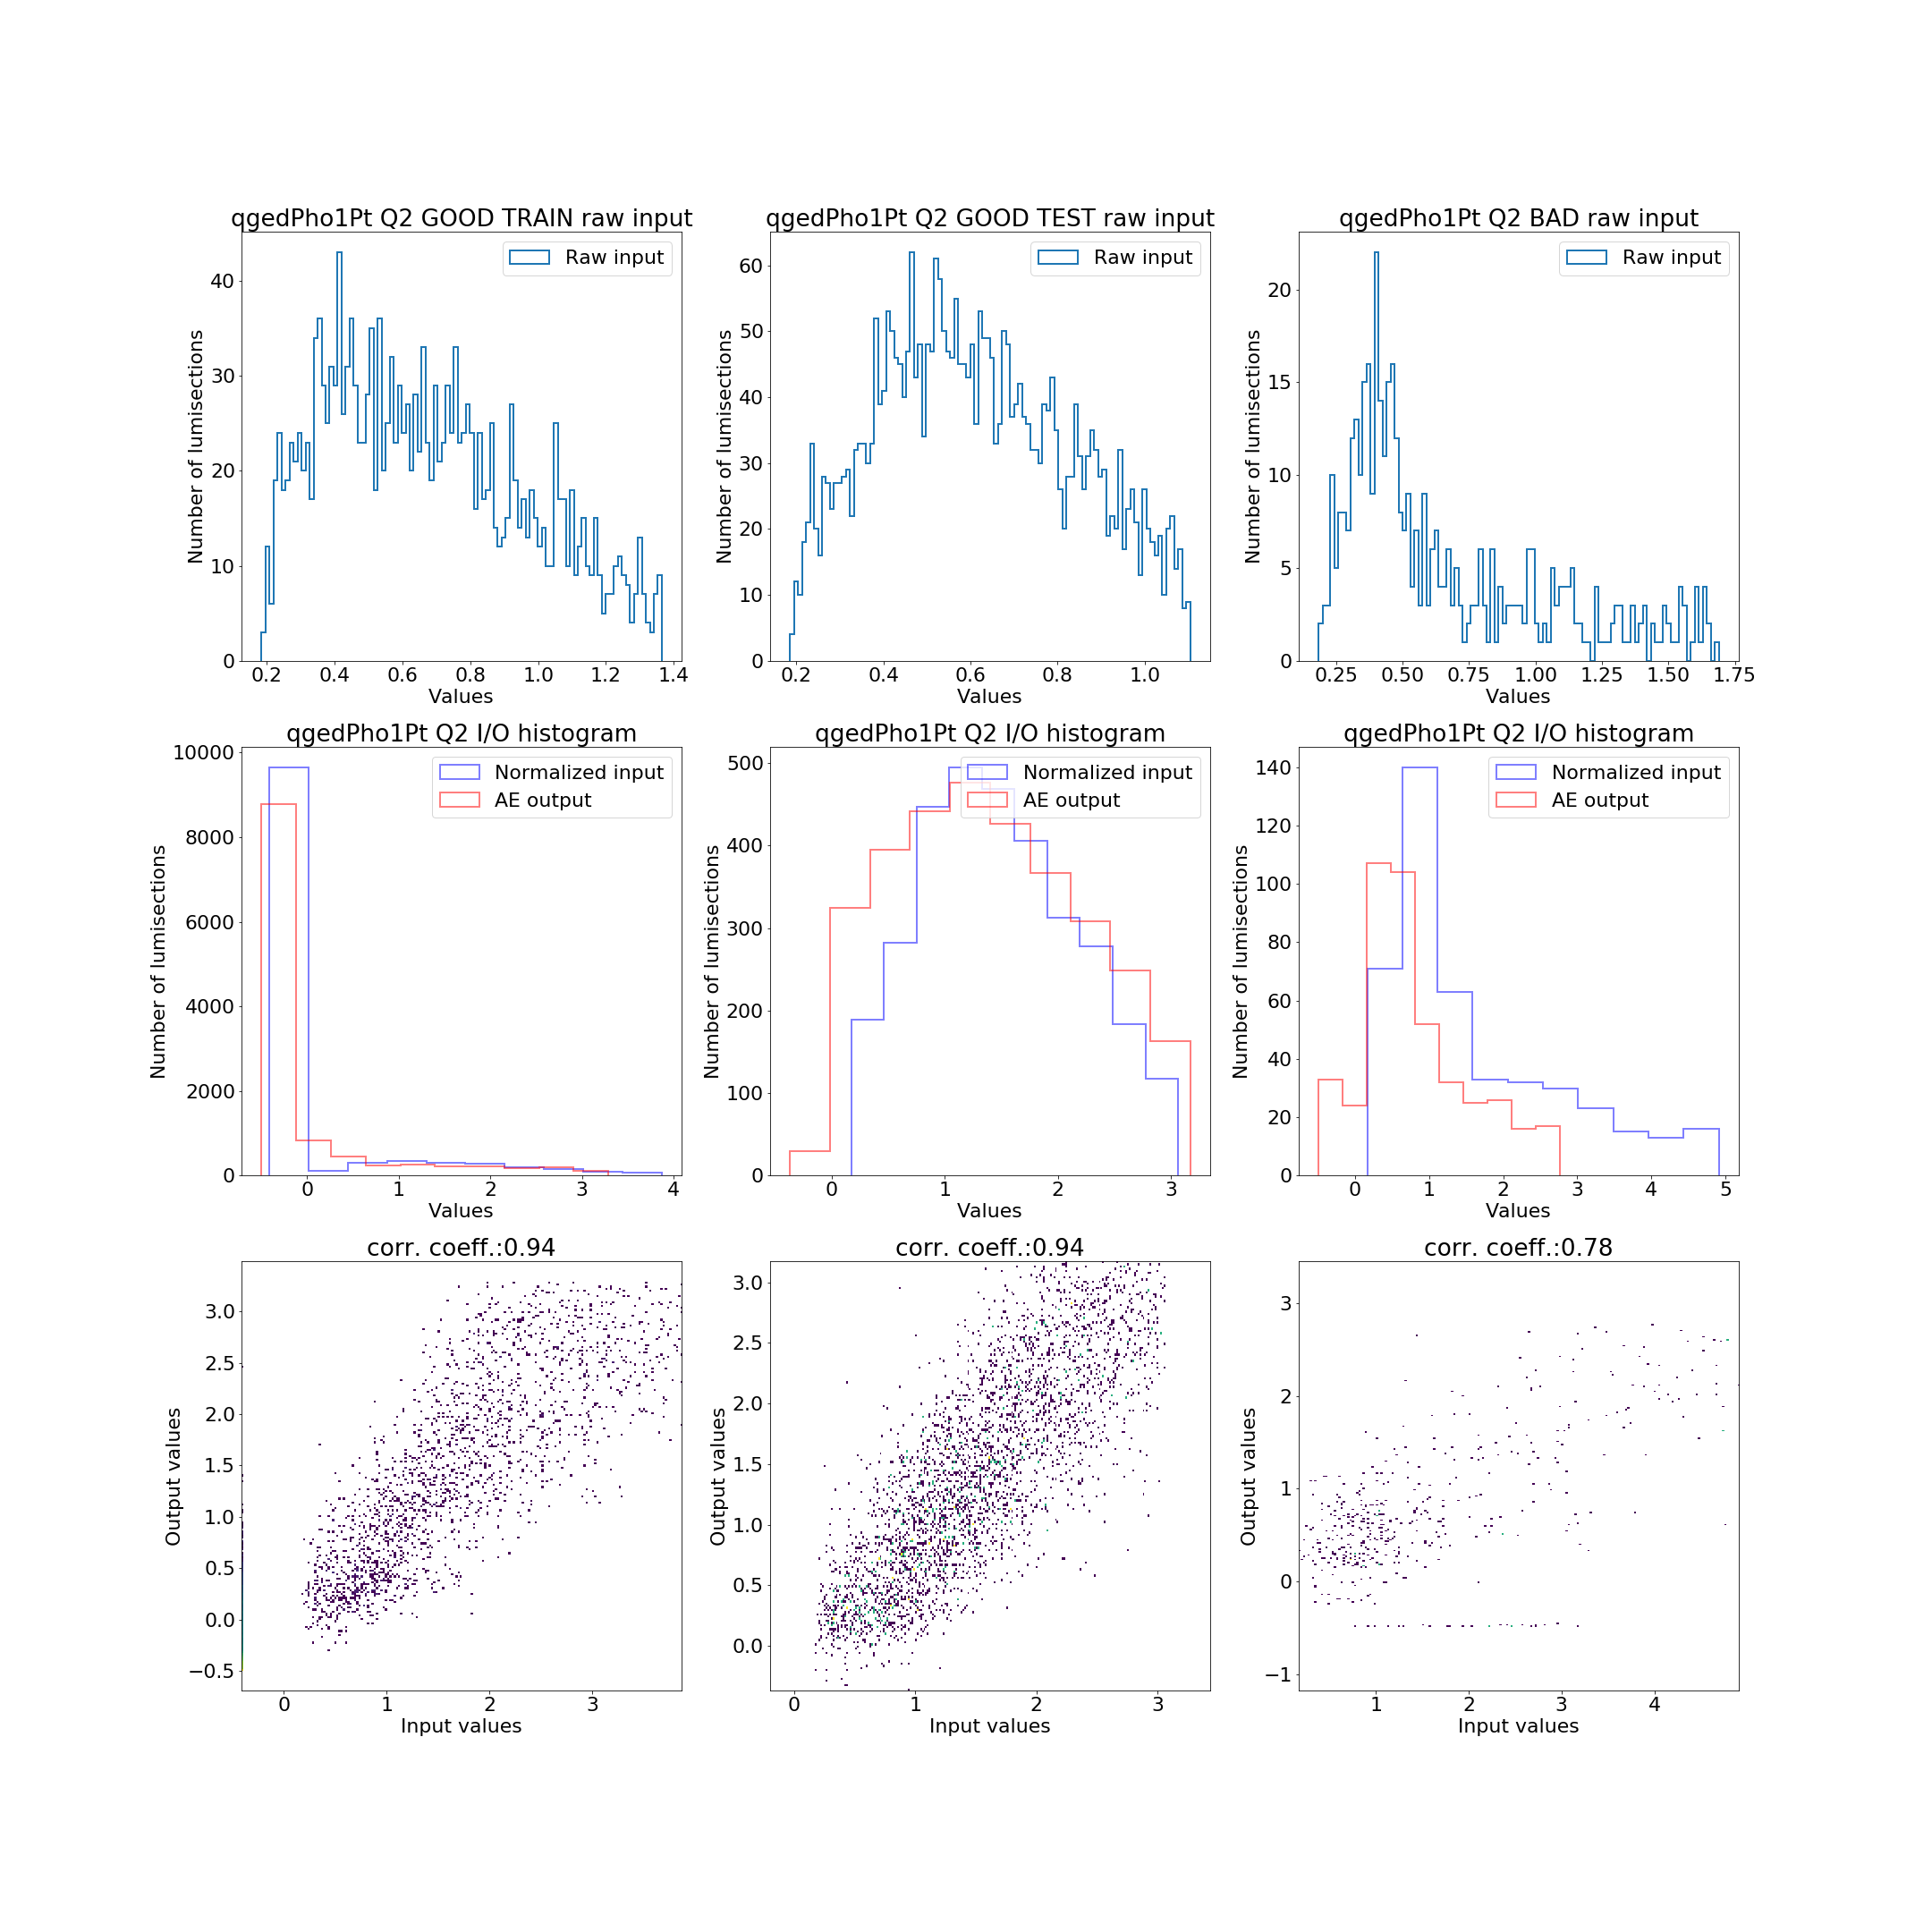 qgedPho1Pt Q2 GOOD TRAIN raw input
Raw input
Number of lumisections
0
10
20
30
40
0.2 0.4 0.6 0.8 1.0 1.2 1.4
Values
qgedPho1Pt Q2 GOOD TEST raw input
Raw input
Number of lumisections
0
10
20
30
40
50
60
0.2 0.4 0.6 0.8 1.0
Values
qgedPho1Pt Q2 BAD raw input
Raw input
Number of lumisections
0
5
10
15
20
0.25 0.50 0.75 1.00 1.25 1.50 1.75
Values
qgedPho1Pt Q2 I/O histogram
Normalized input
AE output
Number of lumisections
0
2000
4000
6000
8000
10000
0 1 2 3 4
Values
qgedPho1Pt Q2 I/O histogram
Normalized input
AE output
Number of lumisections
0
100
200
300
400
500
0 1 2 3
Values
qgedPho1Pt Q2 I/O histogram
Normalized input
AE output
Number of lumisections
0
20
40
60
80
100
120
140
0 1 2 3 4 5
Values
corr. coeff.:0.94
Output values
−0.5
0.0
0.5
1.0
1.5
2.0
2.5
3.0
0 1 2 3
Input values
corr. coeff.:0.94
Output values
0.0
0.5
1.0
1.5
2.0
2.5
3.0
0 1 2 3
Input values
corr. coeff.:0.78
Output values
−1
0
1
2
3
1 2 3 4
Input values